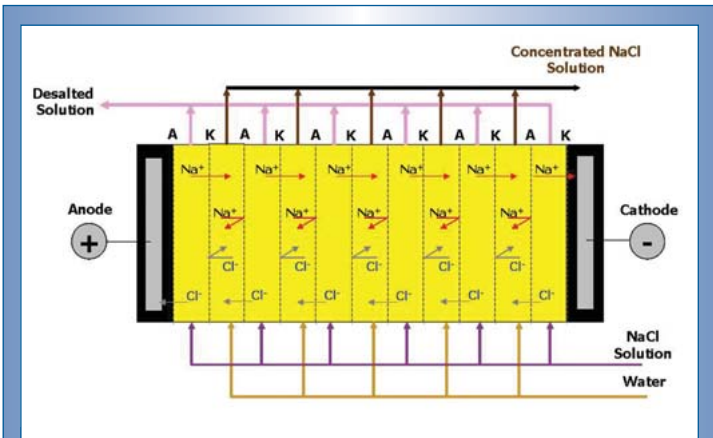 Concentrated NaCl
Solution
Desalted
Solution
A K A K A K A K A K A K
Na⁺ Na⁺ Na⁺ Na⁺ Na⁺ Na⁺
Anode
Na⁺ Na⁺ Na⁺ Na⁺ Na⁺
Cathode
+
-
Cl⁻ Cl⁻ Cl⁻ Cl⁻ Cl⁻
Cl⁻ Cl⁻ Cl⁻ Cl⁻ Cl⁻ Cl⁻
NaCl
Solution
Water